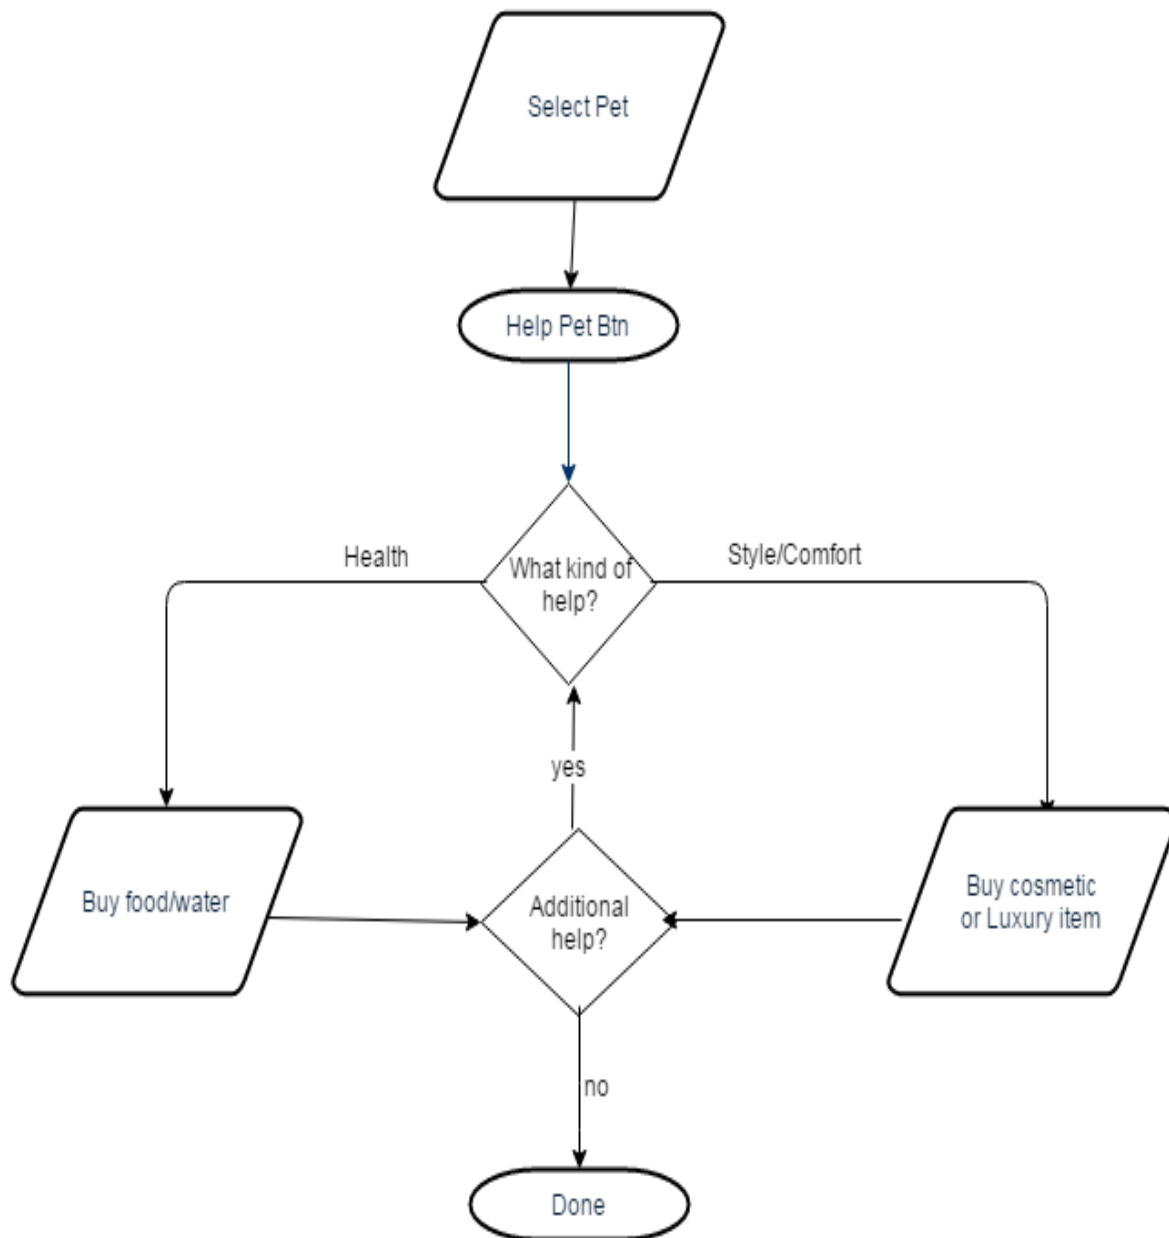 Select Pet
Help Pet Btn
Health
Style/Comfort
What kind of
help?
yes
Buy food/water
Additional
help?
Buy cosmetic
or Luxury item
no
Done